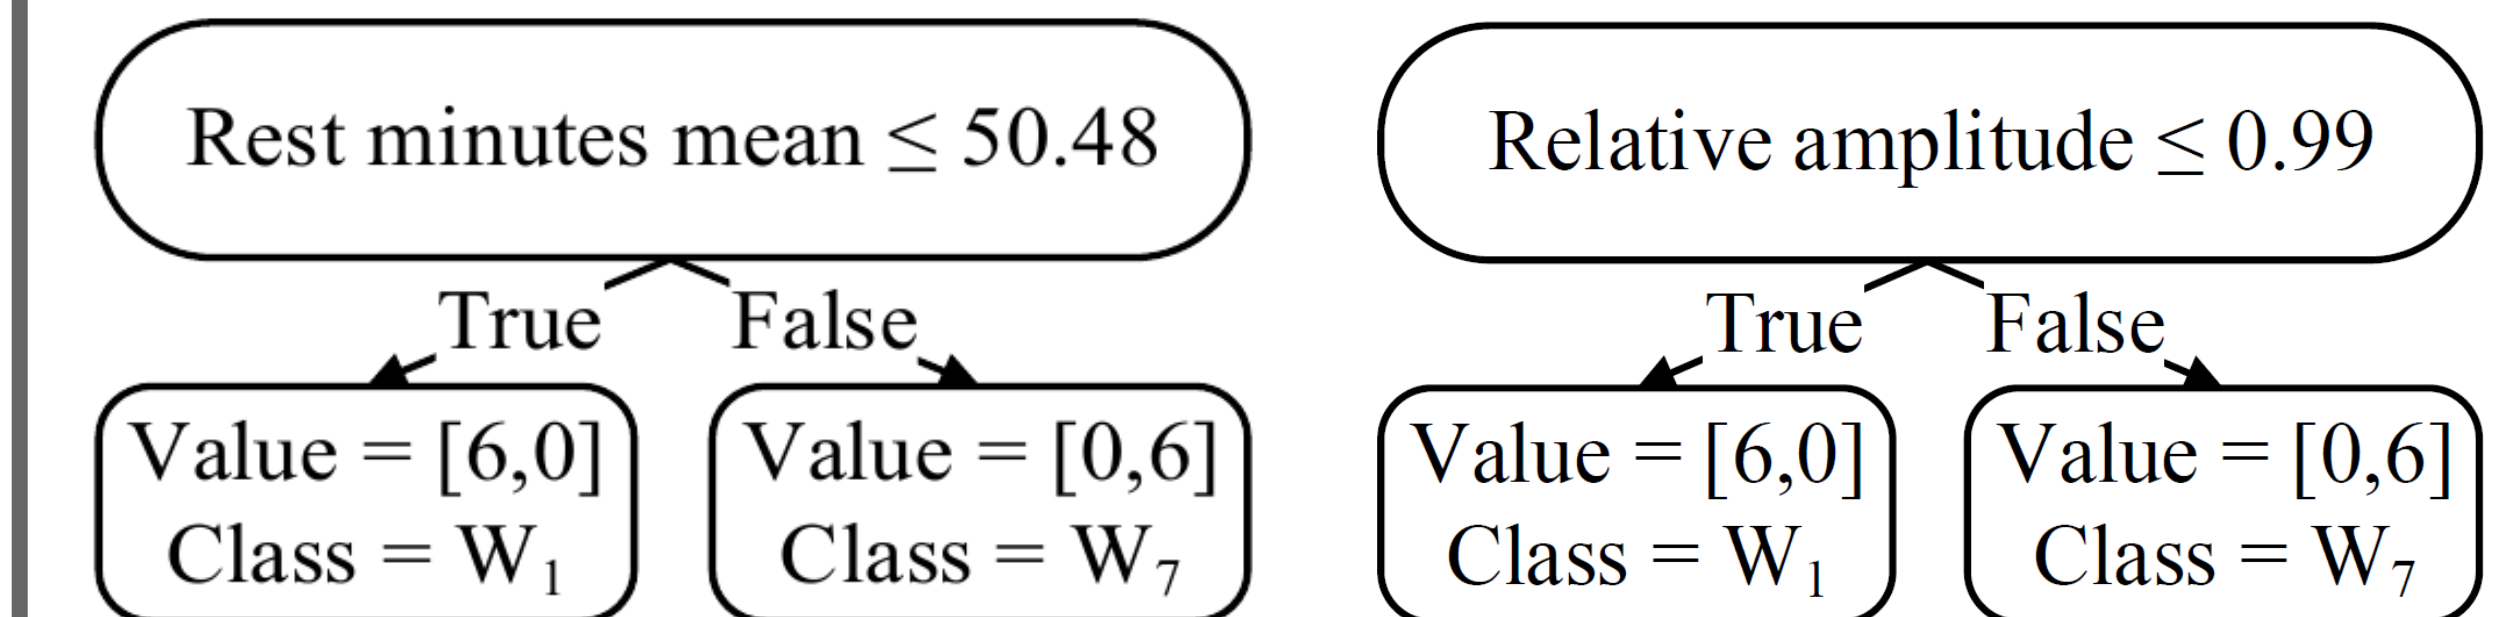 Rest minutes mean ≤ 50.48
True False
Value = [6,0]
Class = W₁
Value = [0,6]
Class = W₇
Relative amplitude ≤ 0.99
True False
Value = [6,0]
Class = W₁
Value = [0,6]
Class = W₇